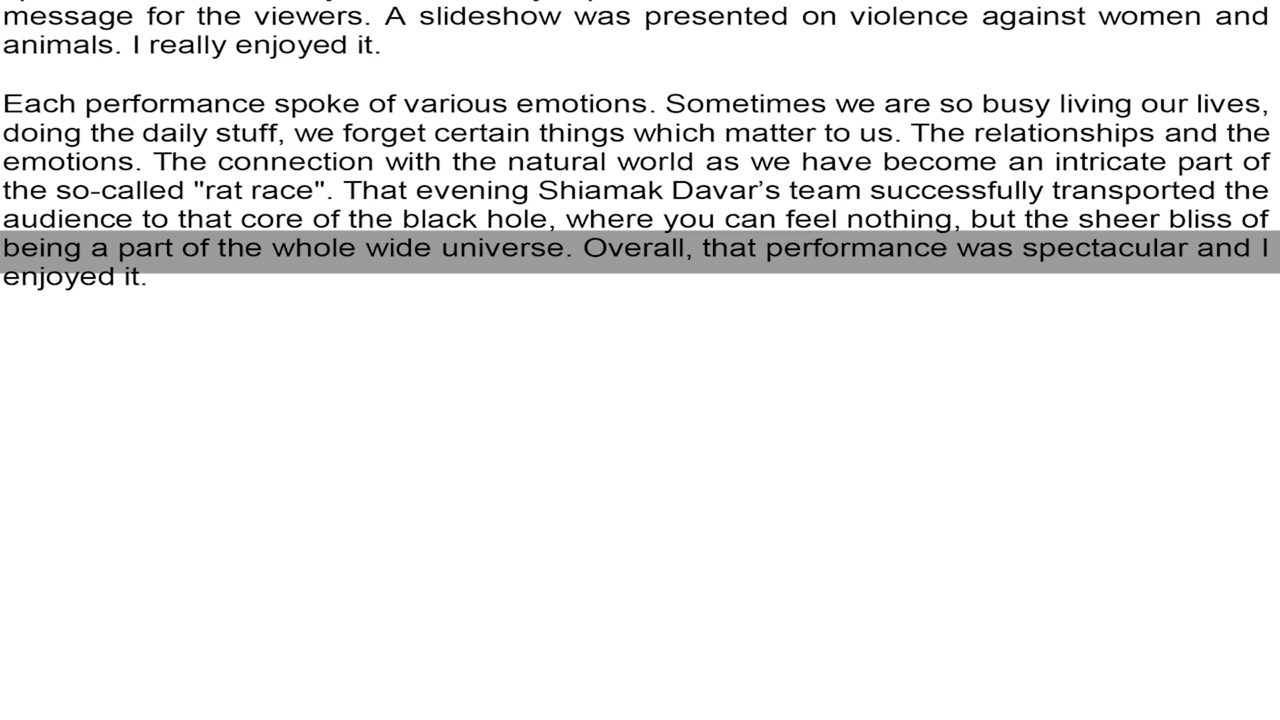 message for the viewers. A slideshow was presented on violence against women and
animals. I really enjoyed it.
Each performance spoke of various emotions. Sometimes we are so busy living our lives,
doing the daily stuff, we forget certain things which matter to us. The relationships and the
emotions. The connection with the natural world as we have become an intricate part of
the so-called "rat race". That evening Shiamak Davar’s team successfully transported the
audience to that core of the black hole, where you can feel nothing, but the sheer bliss of
being a part of the whole wide universe. Overall, that performance was spectacular and I
enjoyed it.